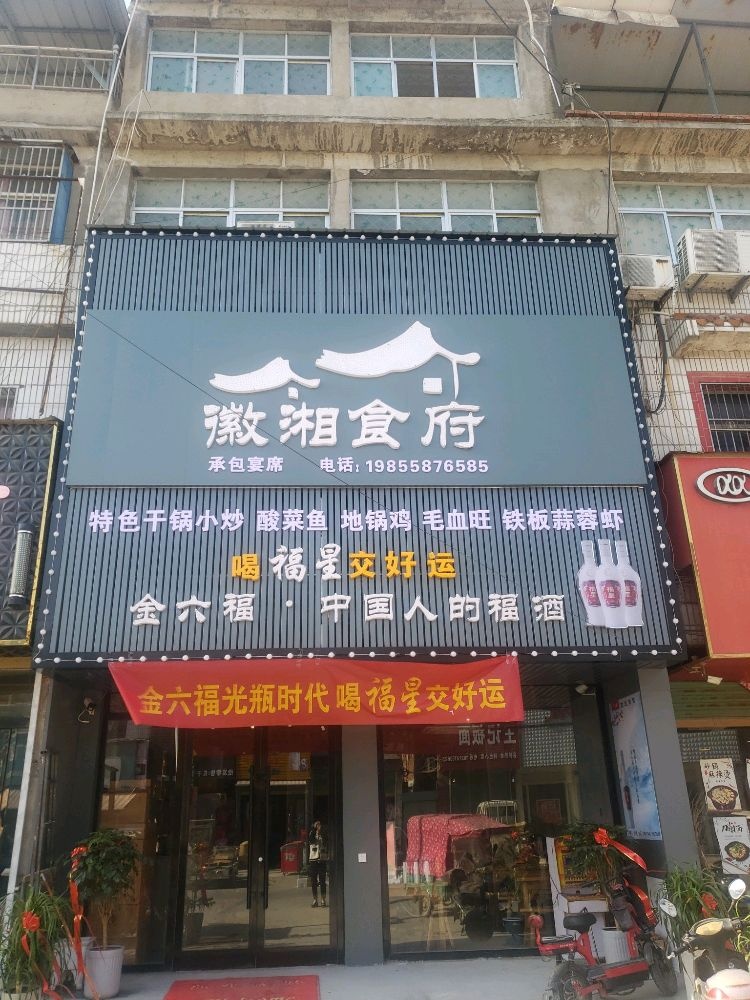 徽湘食府
承包宴席 电话:19855876585
特色干锅小炒 酸菜鱼 地锅鸡 毛血旺 铁板蒜蓉虾
喝福星交好运
金六福·中国人的福酒
金六福光瓶时代 喝福星交好运